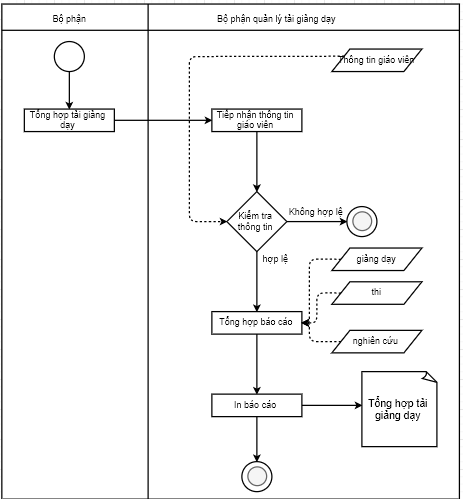 Bộ phận
Bộ phận quản lý tải giảng dạy
Thông tin giáo viên
Tổng hợp tải giảng
dạy
Tiếp nhận thông tin
giáo viên
Kiểm tra
thông tin
Không hợp lệ
hợp lệ
giảng dạy
thi
Tổng hợp báo cáo
nghiên cứu
In báo cáo
Tổng hợp tải
giảng dạy